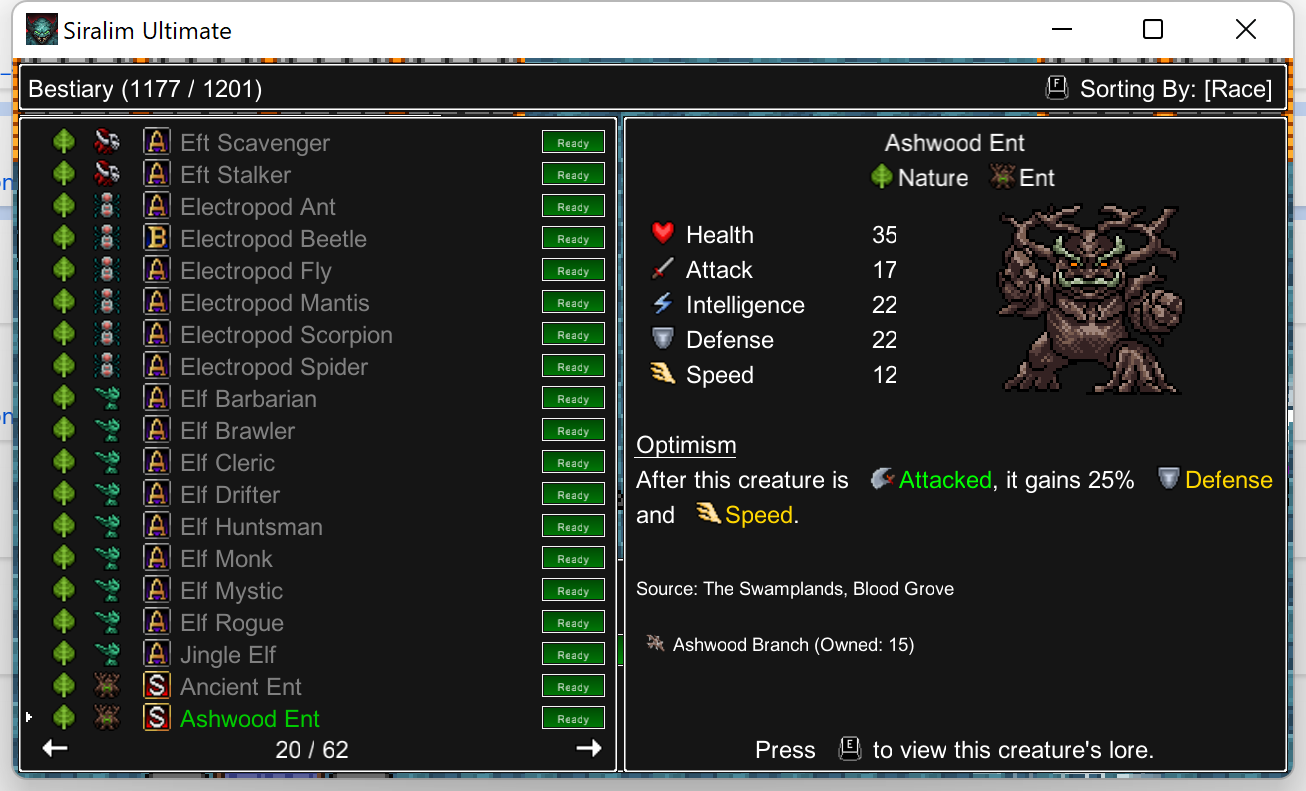 Siralim Ultimate
Bestiary (1177 / 1201)
F Sorting By: [Race]
A Eft Scavenger Ready
A Eft Stalker Ready
A Electropod Ant Ready
B Electropod Beetle Ready
A Electropod Fly Ready
A Electropod Mantis Ready
A Electropod Scorpion Ready
A Electropod Spider Ready
A Elf Barbarian Ready
A Elf Brawler Ready
A Elf Cleric Ready
A Elf Drifter Ready
A Elf Huntsman Ready
A Elf Monk Ready
A Elf Mystic Ready
A Elf Rogue Ready
A Jingle Elf Ready
S Ancient Ent Ready
S Ashwood Ent Ready
20 / 62
Ashwood Ent
Nature Ent
Health 35
Attack 17
Intelligence 22
Defense 22
Speed 12
Optimism
After this creature is Attacked, it gains 25% Defense
and Speed.
Source: The Swamplands, Blood Grove
Ashwood Branch (Owned: 15)
Press E to view this creature's lore.